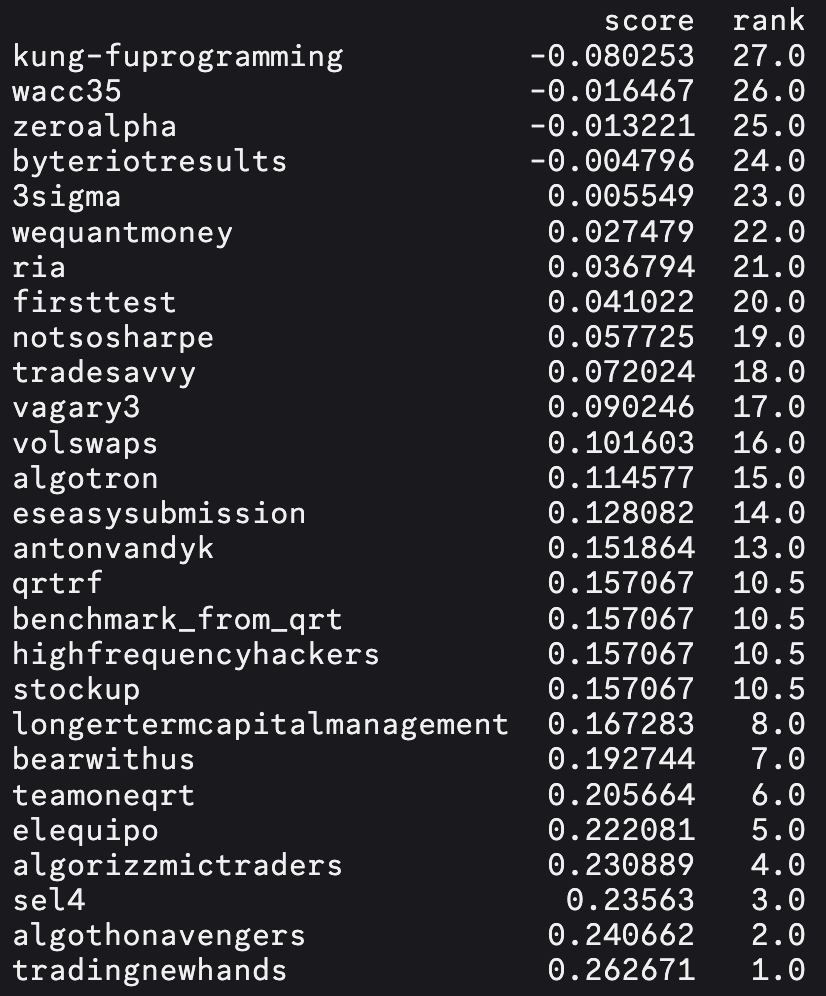 score rank
kung-fuprogramming -0.080253 27.0
wacc35 -0.016467 26.0
zeroalpha -0.013221 25.0
byteriotresults -0.004796 24.0
3sigma 0.005549 23.0
wequantmoney 0.027479 22.0
ria 0.036794 21.0
firsttest 0.041022 20.0
notsosharpe 0.057725 19.0
tradesavvy 0.072024 18.0
vagary3 0.090246 17.0
volswaps 0.101603 16.0
algotron 0.114577 15.0
eseasysubmission 0.128082 14.0
antonvandyk 0.151864 13.0
qrtrf 0.157067 10.5
benchmark_from_qrt 0.157067 10.5
highfrequencyhackers 0.157067 10.5
stockup 0.157067 10.5
longertermcapitalmanagement 0.167283 8.0
bearwithus 0.192744 7.0
teamoneqrt 0.205664 6.0
elequipo 0.222081 5.0
algorizzmictraders 0.230889 4.0
sel4 0.23563 3.0
algothonavengers 0.240662 2.0
tradingnewhands 0.262671 1.0